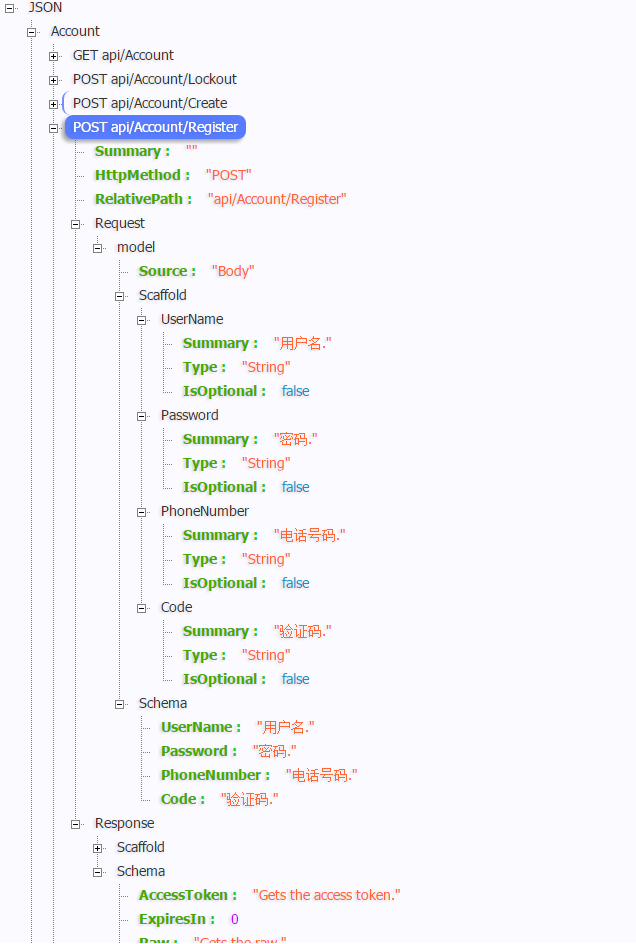 JSON
Account
GET api/Account
POST api/Account/Lockout
POST api/Account/Create
POST api/Account/Register
Summary : ""
HttpMethod : "POST"
RelativePath : "api/Account/Register"
Request
model
Source : "Body"
Scaffold
UserName
Summary : "用户名."
Type : "String"
IsOptional : false
Password
Summary : "密码."
Type : "String"
IsOptional : false
PhoneNumber
Summary : "电话号码."
Type : "String"
IsOptional : false
Code
Summary : "验证码."
Type : "String"
IsOptional : false
Schema
UserName : "用户名."
Password : "密码."
PhoneNumber : "电话号码."
Code : "验证码."
Response
Scaffold
Schema
AccessToken : "Gets the access token."
ExpiresIn : 0
Raw : "Gets the raw."